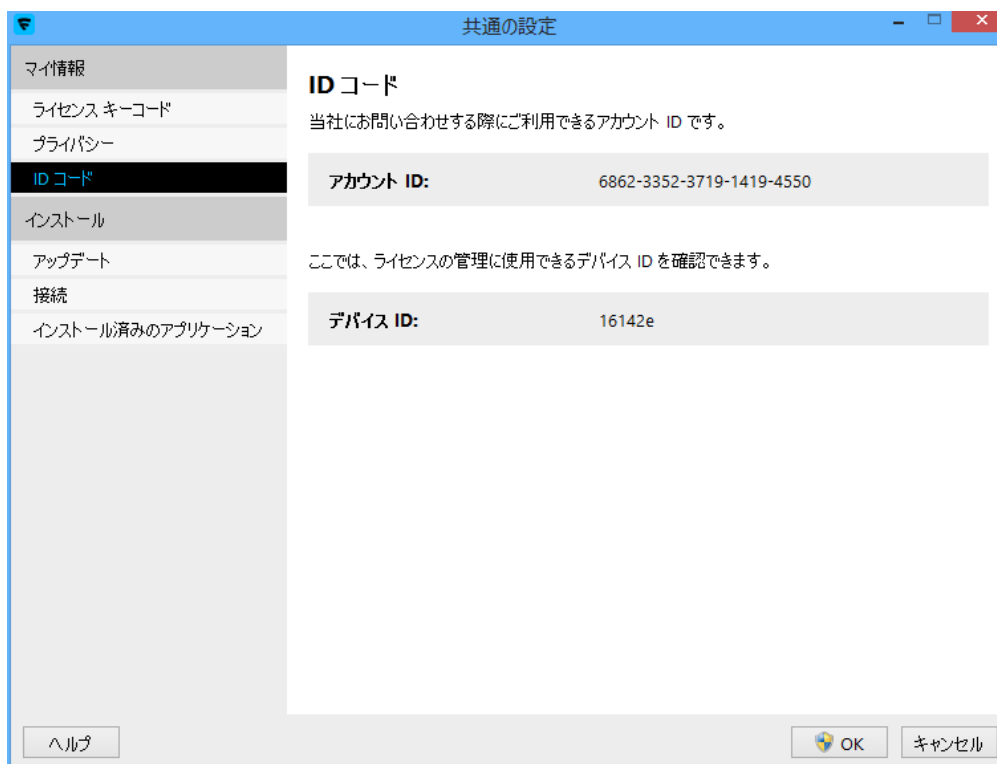 共通の設定
マイ情報
ライセンス キーコード
プライバシー
ID コード
インストール
アップデート
接続
インストール済みのアプリケーション
ID コード
当社にお問い合わせする際にご利用できるアカウント ID です。
アカウント ID: 6862-3352-3719-1419-4550
ここでは、ライセンスの管理に使用できるデバイス ID を確認できます。
デバイス ID: 16142e
ヘルプ
OK
キャンセル